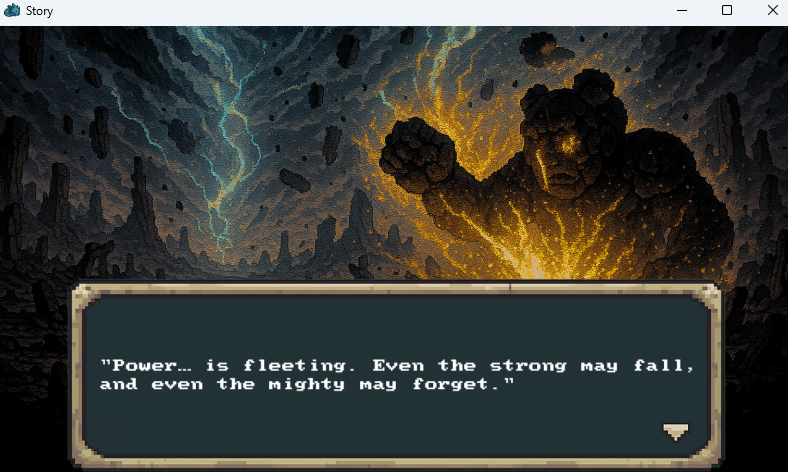 Story
"Power… is fleeting. Even the strong may fall,
and even the mighty may forget."